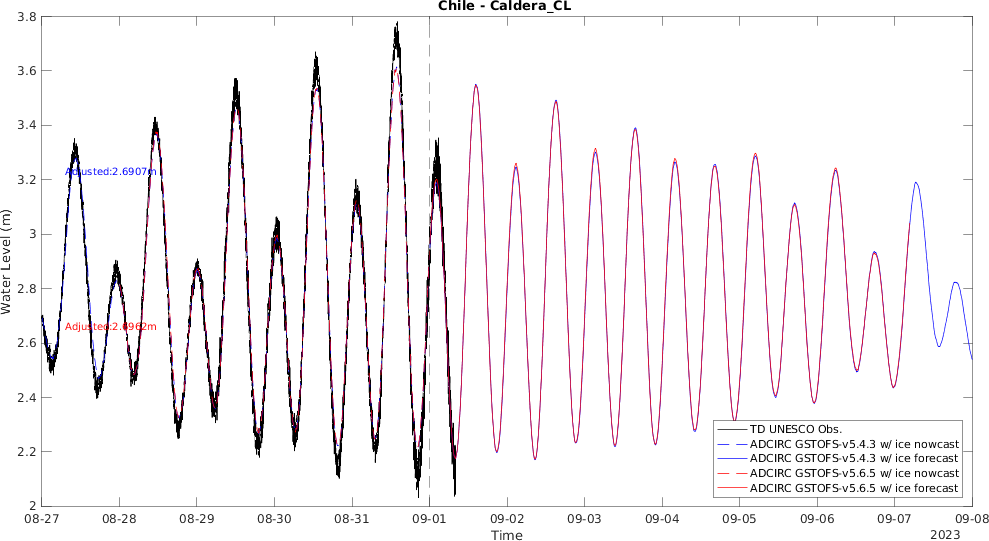 Chile - Caldera_CL
Water Level (m)
3.8
3.6
3.4
3.2
3
2.8
2.6
2.4
2.2
2
Adjusted:2.6907m
Adjusted:2.6962m
TD UNESCO Obs.
ADCIRC GSTOFS-v5.4.3 w/ ice nowcast
ADCIRC GSTOFS-v5.4.3 w/ ice forecast
ADCIRC GSTOFS-v5.6.5 w/ ice nowcast
ADCIRC GSTOFS-v5.6.5 w/ ice forecast
08-27 08-28 08-29 08-30 08-31 09-01 09-02 09-03 09-04 09-05 09-06 09-07 09-08
Time
2023